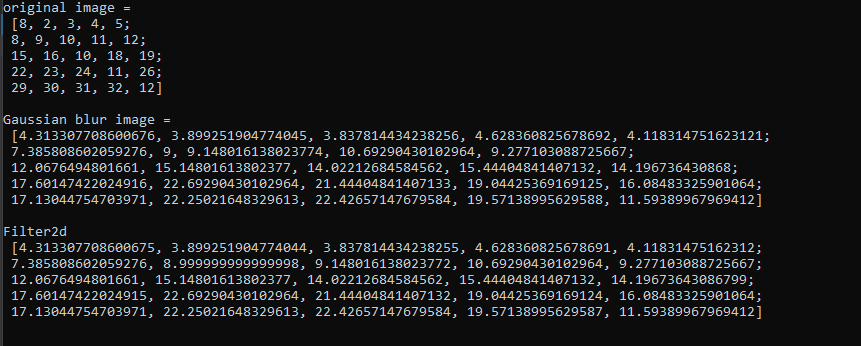 original image =
[8, 2, 3, 4, 5;
8, 9, 10, 11, 12;
15, 16, 10, 18, 19;
22, 23, 24, 11, 26;
29, 30, 31, 32, 12]
Gaussian blur image =
[4.313307708600676, 3.899251904774045, 3.837814434238256, 4.628360825678692, 4.118314751623121;
7.385808602059276, 9, 9.148016138023774, 10.69290430102964, 9.277103088725667;
12.0676494801661, 15.14801613802377, 14.02212684584562, 15.44404841407132, 14.196736430868;
17.60147422024916, 22.69290430102964, 21.44404841407133, 19.04425369169125, 16.08483325901064;
17.13044754703971, 22.25021648329613, 22.42657147679584, 19.57138995629588, 11.59389967969412]
Filter2d
[4.313307708600675, 3.899251904774044, 3.837814434238255, 4.628360825678691, 4.11831475162312;
7.385808602059276, 8.999999999999998, 9.148016138023772, 10.69290430102964, 9.277103088725667;
12.0676494801661, 15.14801613802377, 14.02212684584562, 15.44404841407132, 14.19673643086799;
17.60147422024915, 22.69290430102964, 21.44404841407132, 19.04425369169124, 16.08483325901064;
17.13044754703971, 22.25021648329613, 22.42657147679584, 19.57138995629587, 11.59389967969412]